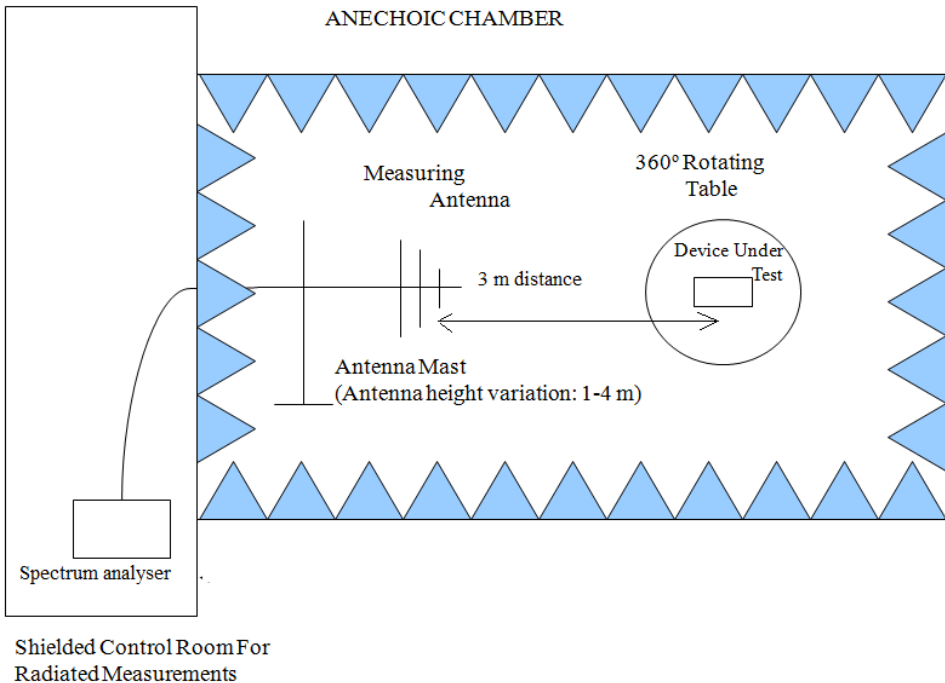 ANECHOIC CHAMBER
Measuring
Antenna
360º Rotating
Table
Device Under
Test
3 m distance
Antenna Mast
(Antenna height variation: 1-4 m)
Spectrum analyser
Shielded Control Room For
Radiated Measurements